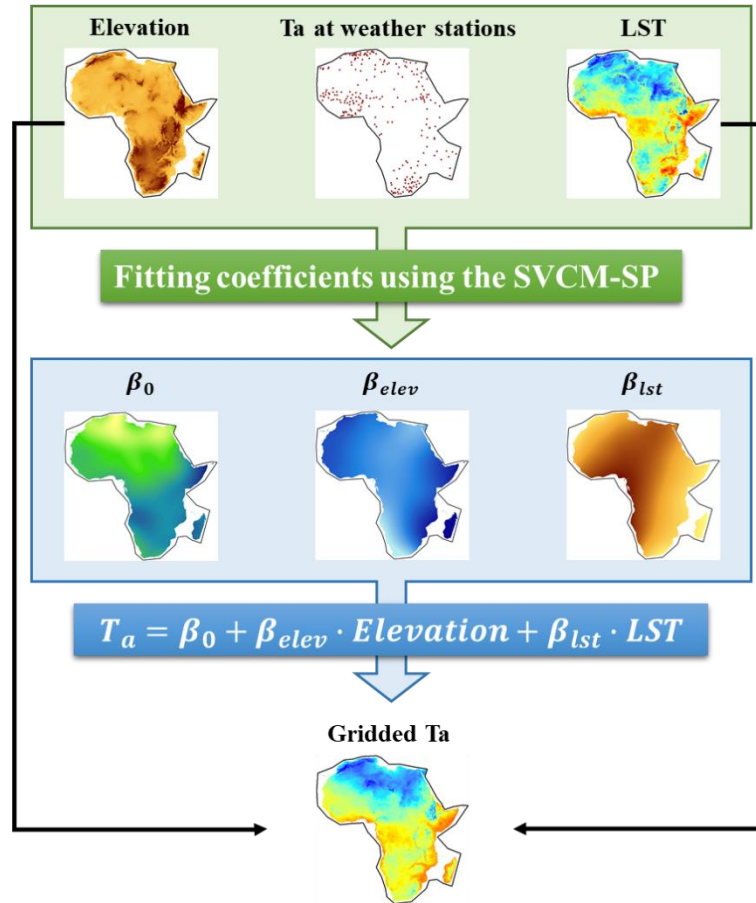 Elevation
Ta at weather stations
LST
Fitting coefficients using the SVCM-SP
β₀
βₑₗₑᵥ
βₗₛₜ
Tₐ = β₀ + βₑₗₑᵥ · Elevation + βₗₛₜ · LST
Gridded Ta